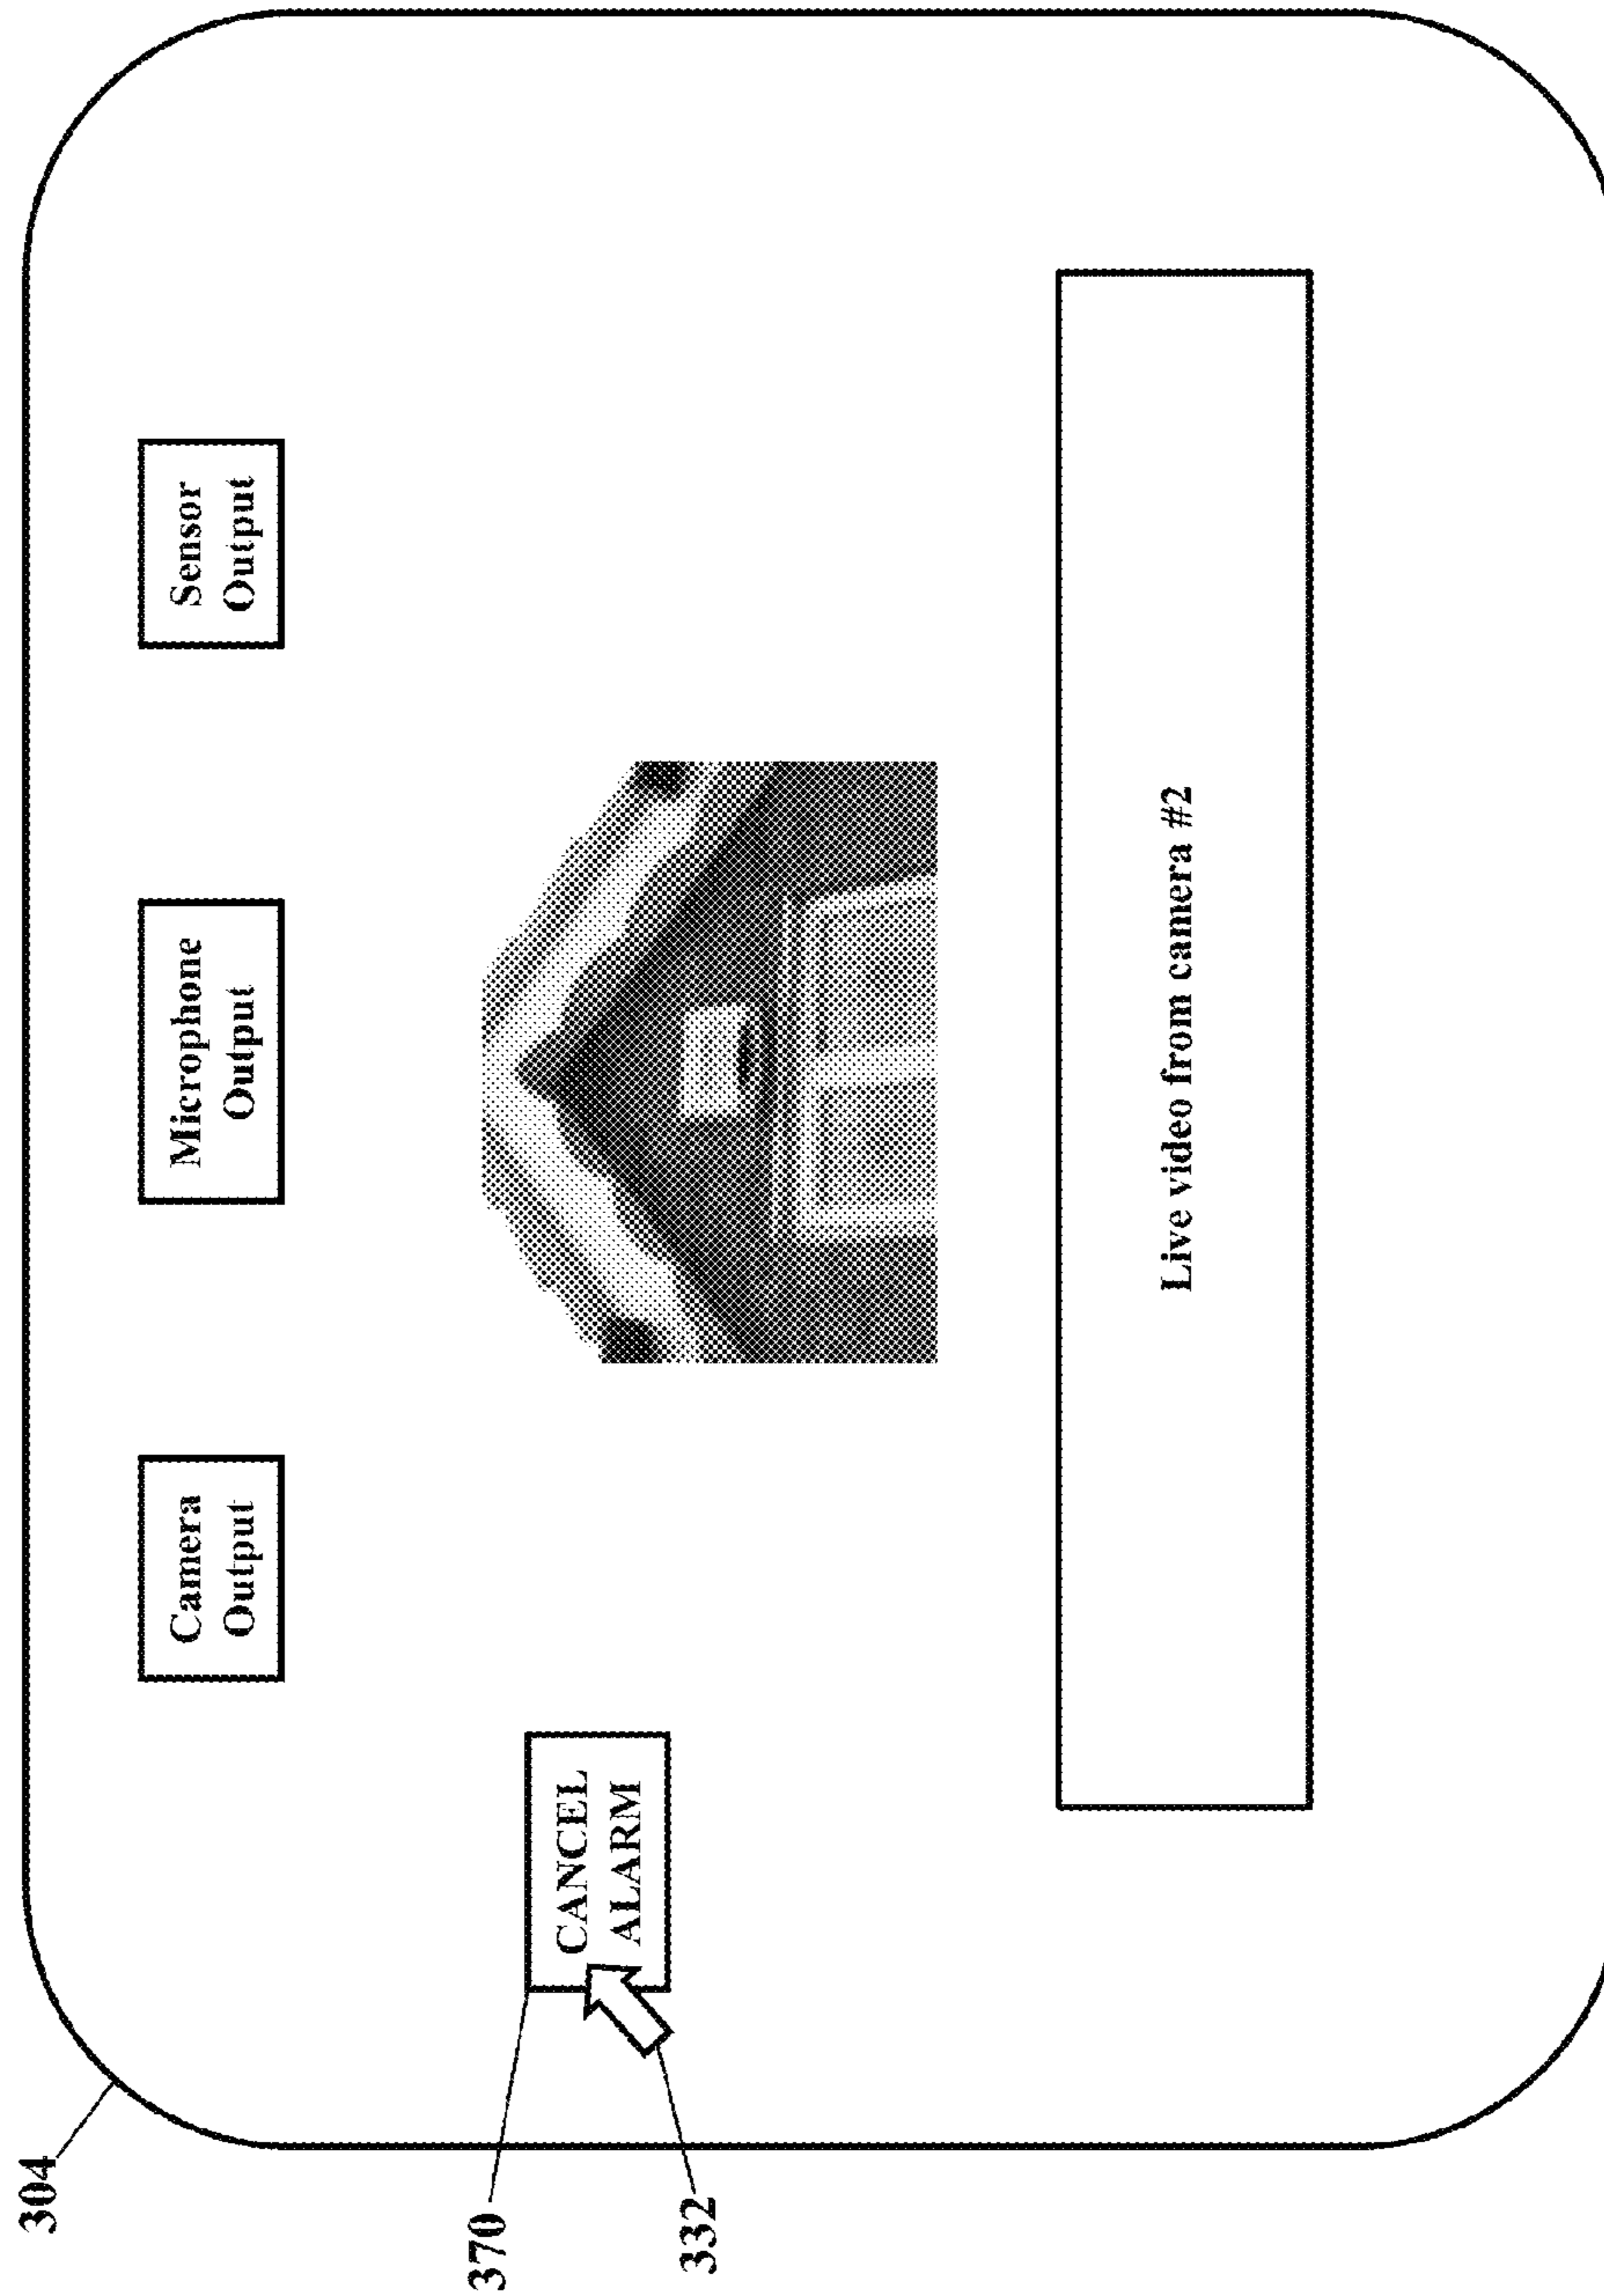 304
Camera
Output
Microphone
Output
Sensor
Output
370
CANCEL
ALARM
332
Live video from camera #2